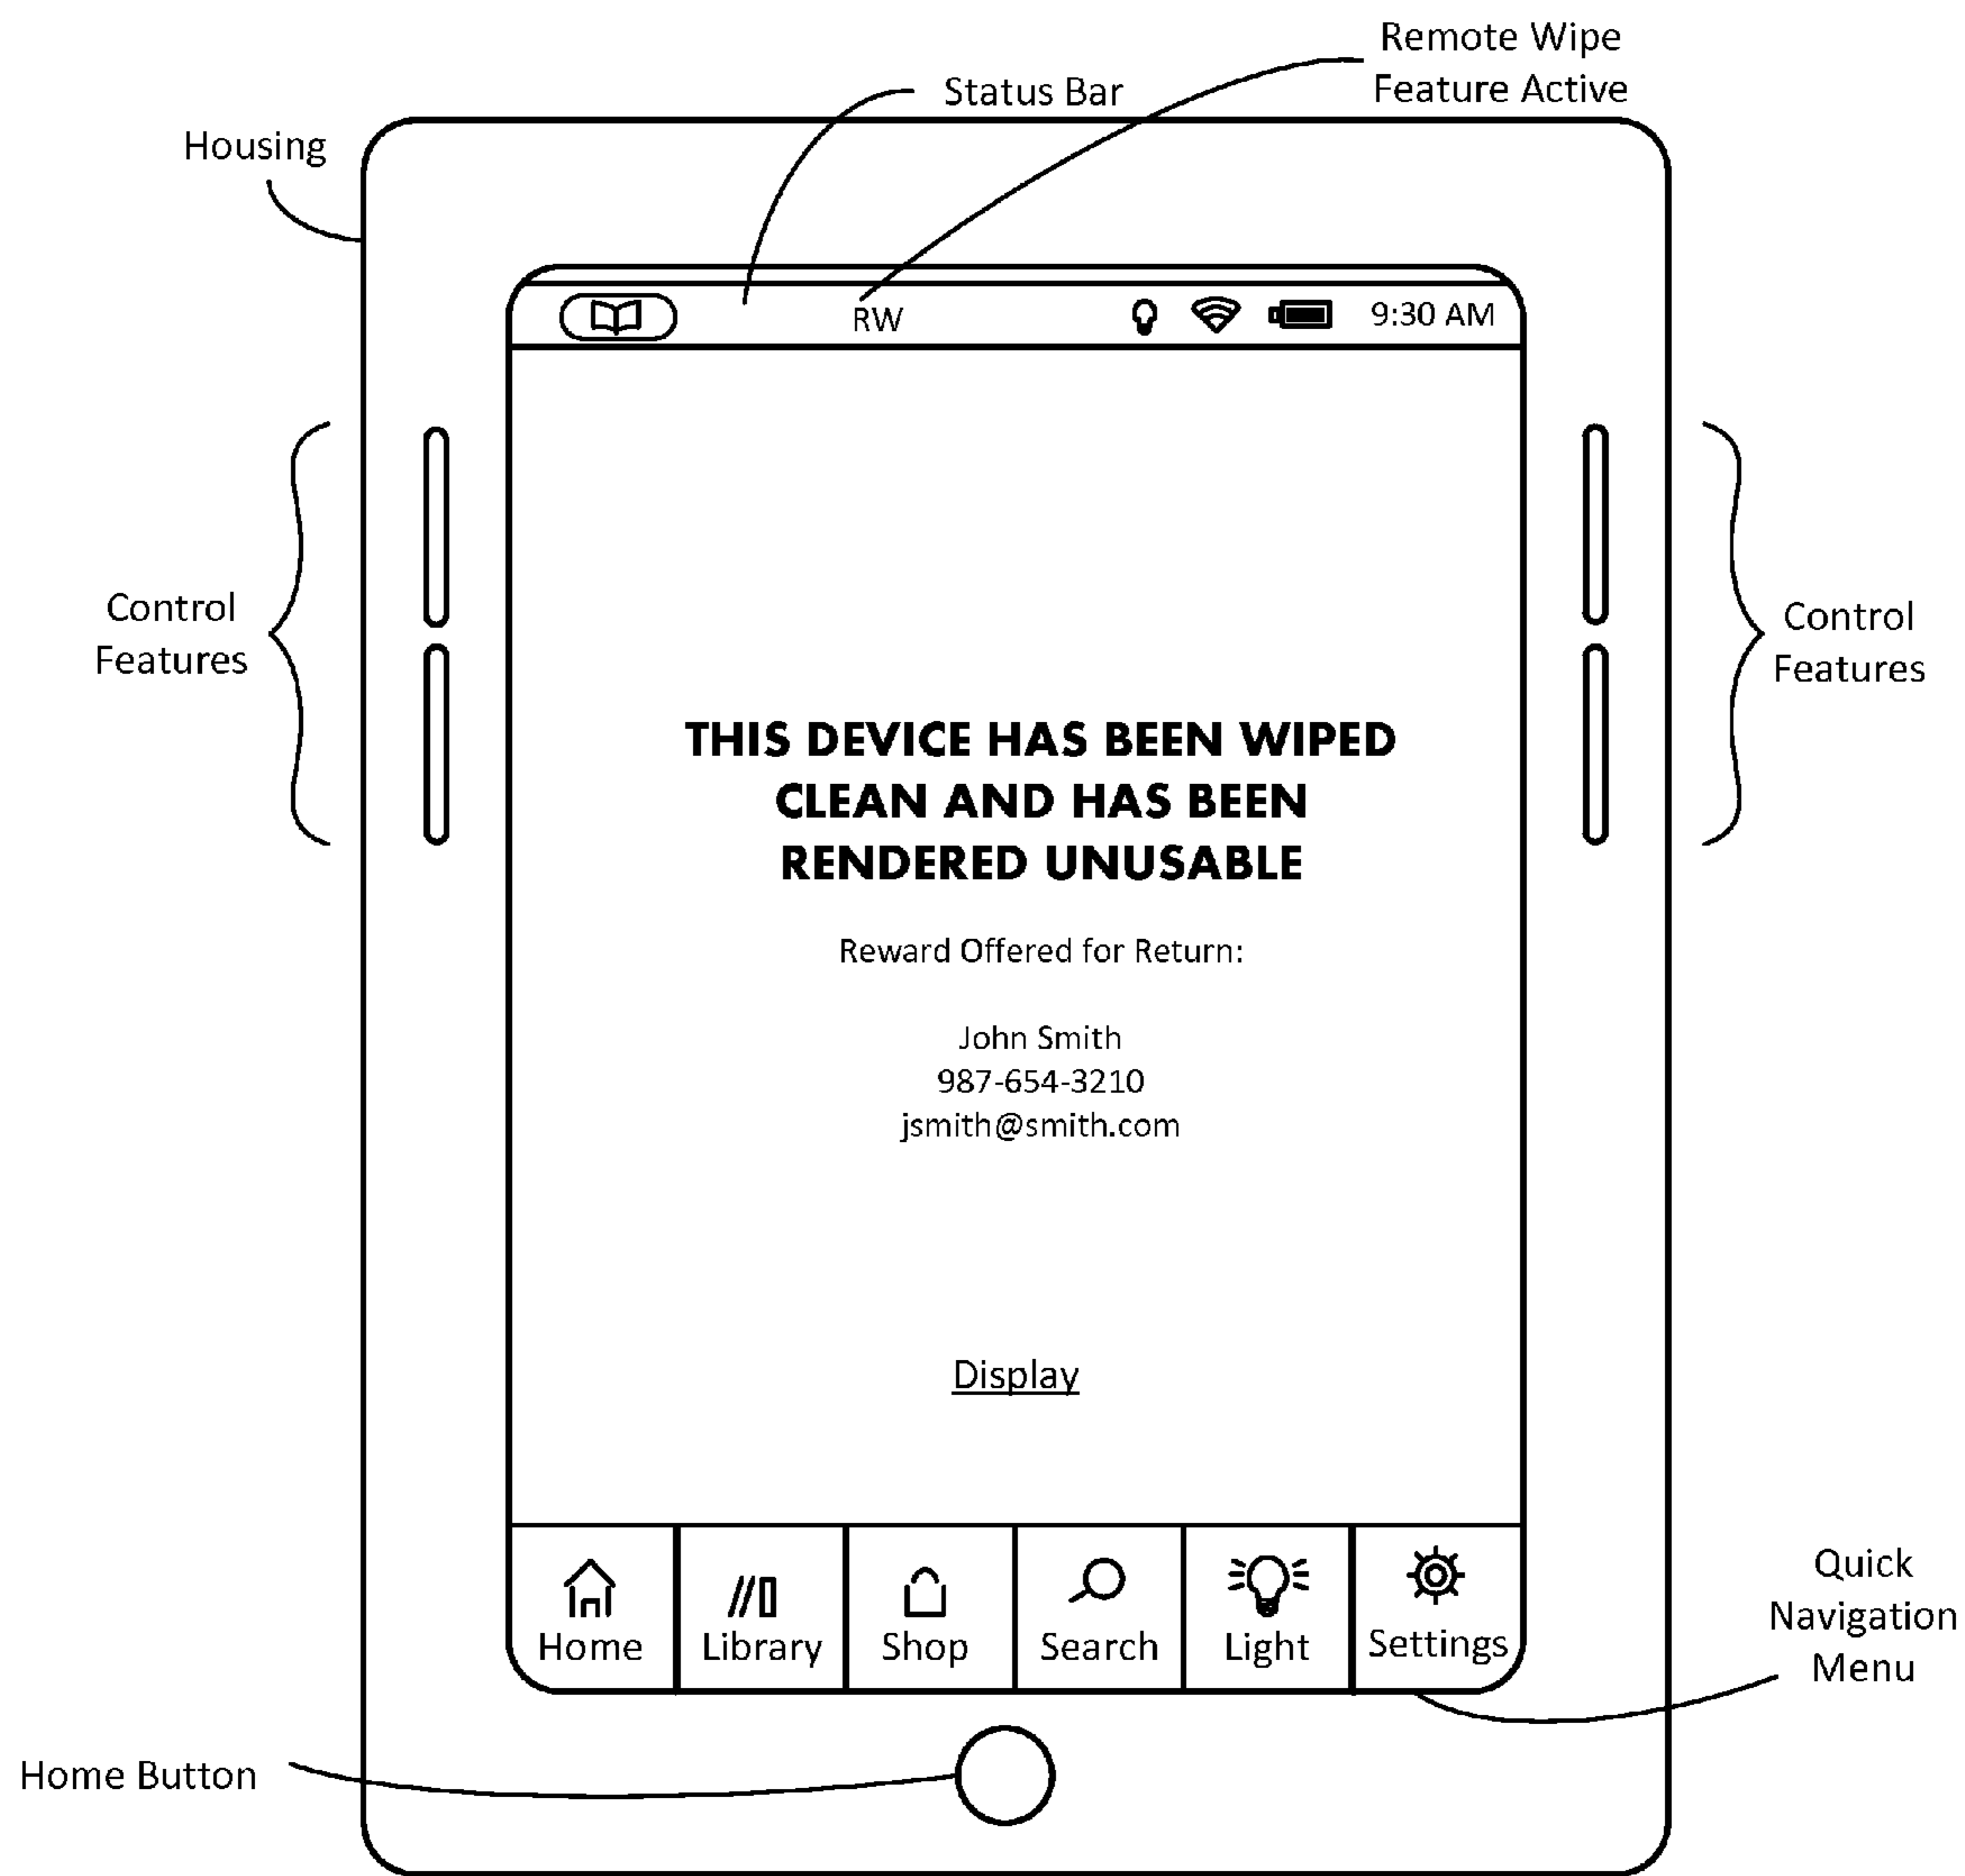 Remote Wipe
Feature Active
Status Bar
Housing
RW
9:30 AM
Control
Features
Control
Features
THIS DEVICE HAS BEEN WIPED
CLEAN AND HAS BEEN
RENDERED UNUSABLE
Reward Offered for Return:
John Smith
987-654-3210
jsmith@smith.com
Display
Home
Library
Shop
Search
Light
Settings
Quick
Navigation
Menu
Home Button